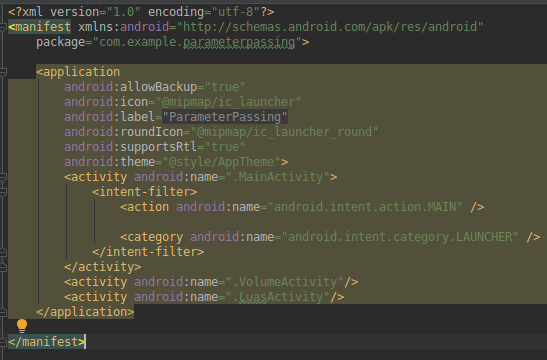 <?xml version="1.0" encoding="utf-8"?>
<manifest xmlns:android="http://schemas.android.com/apk/res/android"
    package="com.example.parameterpassing">

    <application
        android:allowBackup="true"
        android:icon="@mipmap/ic_launcher"
        android:label="ParameterPassing"
        android:roundIcon="@mipmap/ic_launcher_round"
        android:supportsRtl="true"
        android:theme="@style/AppTheme">
        <activity android:name=".MainActivity">
            <intent-filter>
                <action android:name="android.intent.action.MAIN" />

                <category android:name="android.intent.category.LAUNCHER" />
            </intent-filter>
        </activity>
        <activity android:name=".VolumeActivity"/>
        <activity android:name=".LuasActivity"/>
    </application>

</manifest>